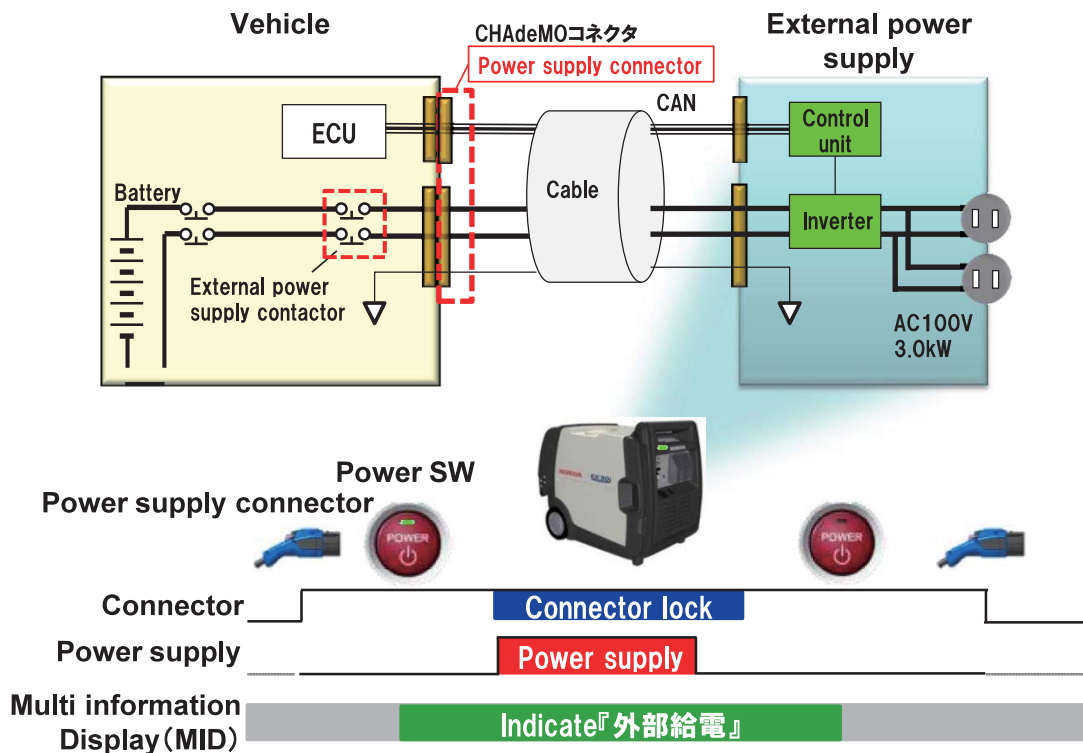 Vehicle
CHAdeMOコネクタ
Power supply connector
External power
supply
CAN
ECU
Control
unit
Battery
Cable
Inverter
External power
supply contactor
AC100V
3.0kW
HONDA
Power SW
Power supply connector
POWER
POWER
Connector
Connector lock
Power supply
Power supply
Multi information
Display(MID)
Indicate『外部給電』